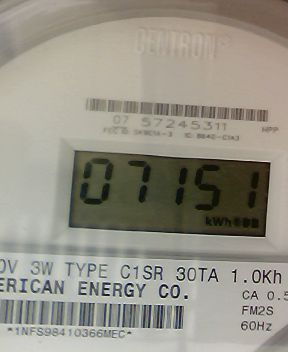 CENTRON®
07 57245311
HPP
07151
kWh
0V 3W TYPE C1SR 30TA 1.0Kh
ERICAN ENERGY CO.
CA 0.5
FM2S
60Hz
*1NFS98410366MEC*